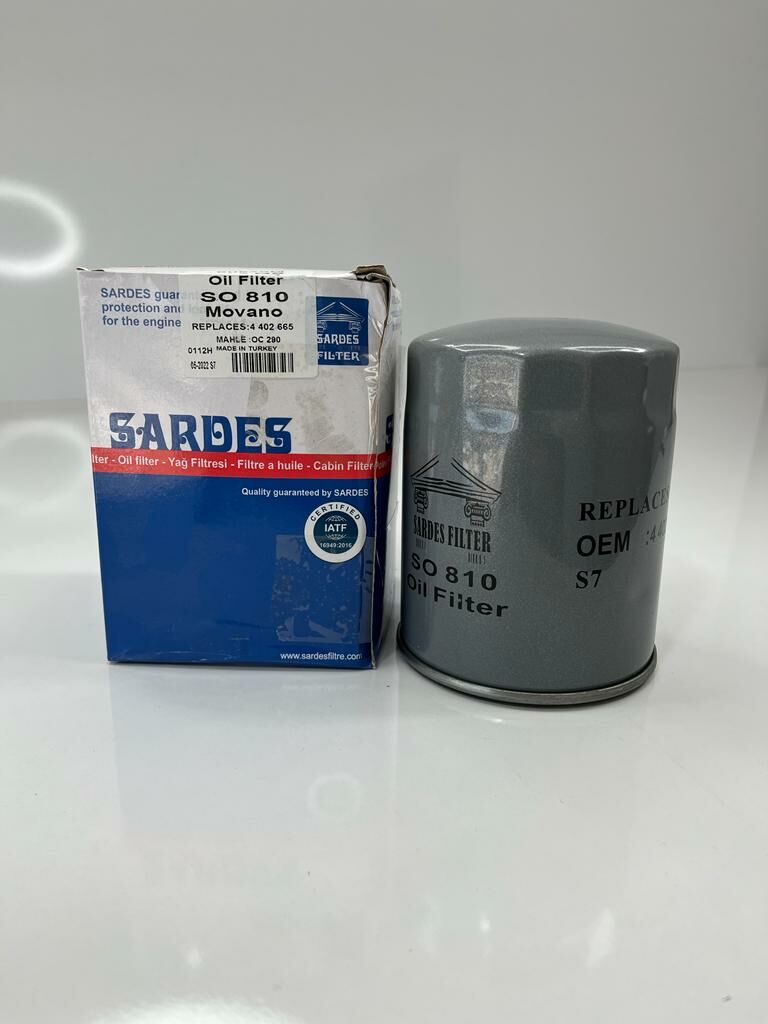 Oil Filter
SO 810
Movano
REPLACES:4 402 665
MAHLE :OC 290
0112H MADE IN TURKEY
05-2022 S7
SARDES
protection and
for the engine
SARDES
FILTER
SARDES
- Oil filter - Yağ Filtresi - Filtre a huile - Cabin Filter
Quality guaranteed by SARDES
CERTIFIED
IATF
16949:2016
www.sardesfiltre.com
SARDES FILTER
SO 810
Oil Filter
REPLACES
OEM :4 402
S7